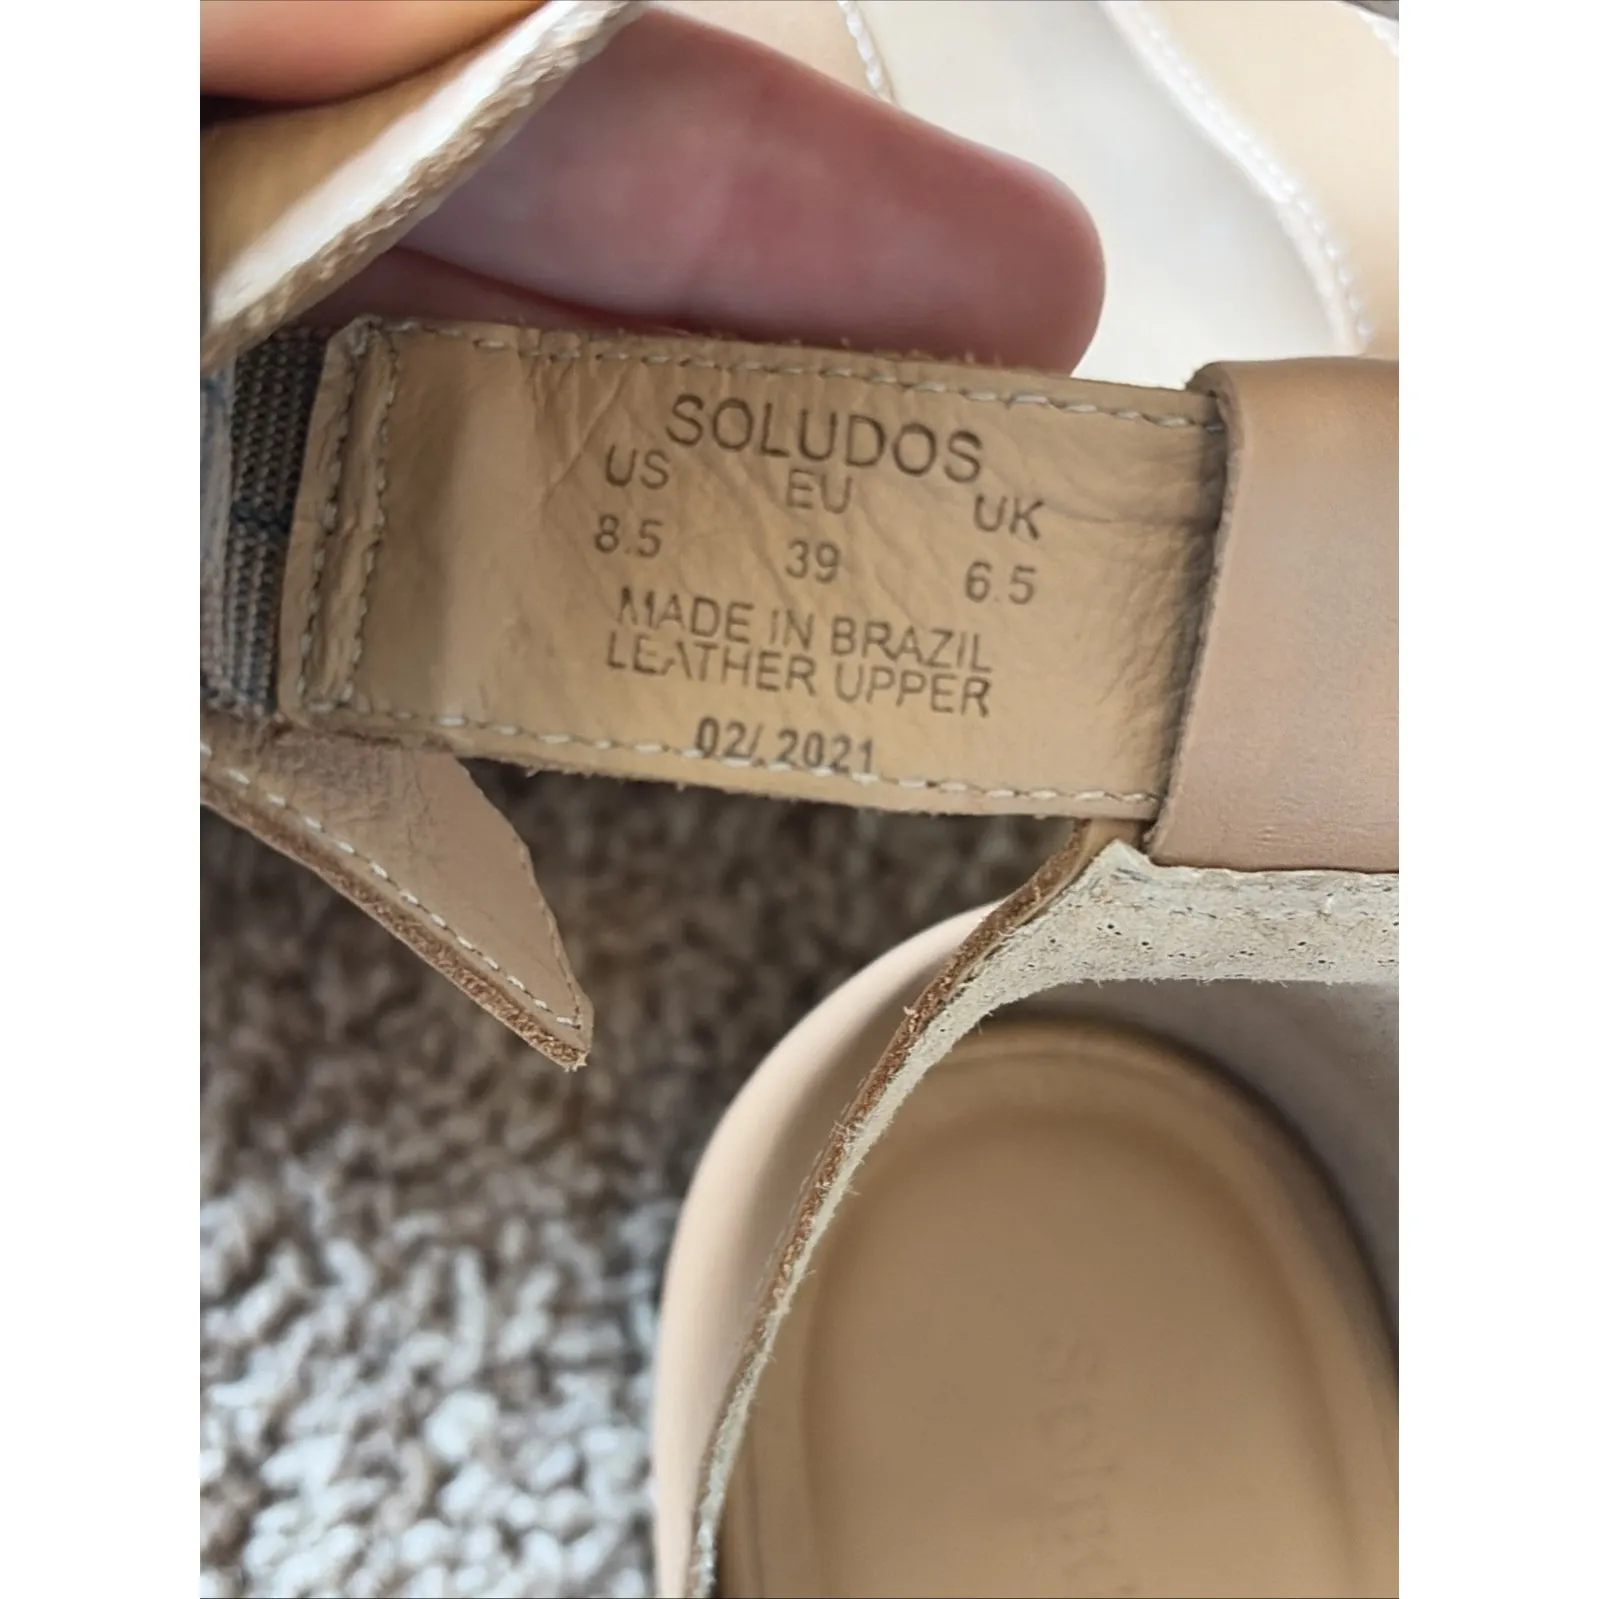 SOLUDOS
US EU UK
8.5 39 6.5
MADE IN BRAZIL
LEATHER UPPER
02/.2021